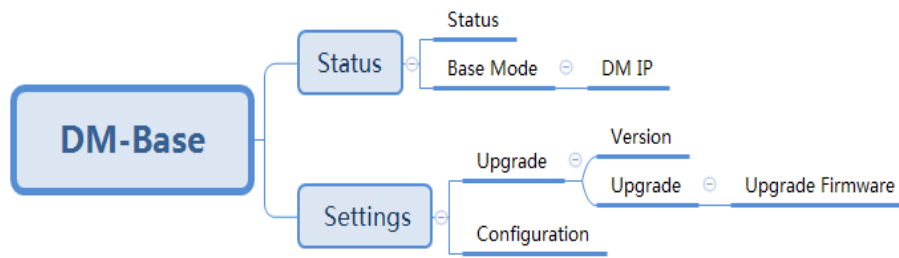 DM-Base
Status
Status
Base Mode
DM IP
Settings
Upgrade
Version
Upgrade
Upgrade Firmware
Configuration